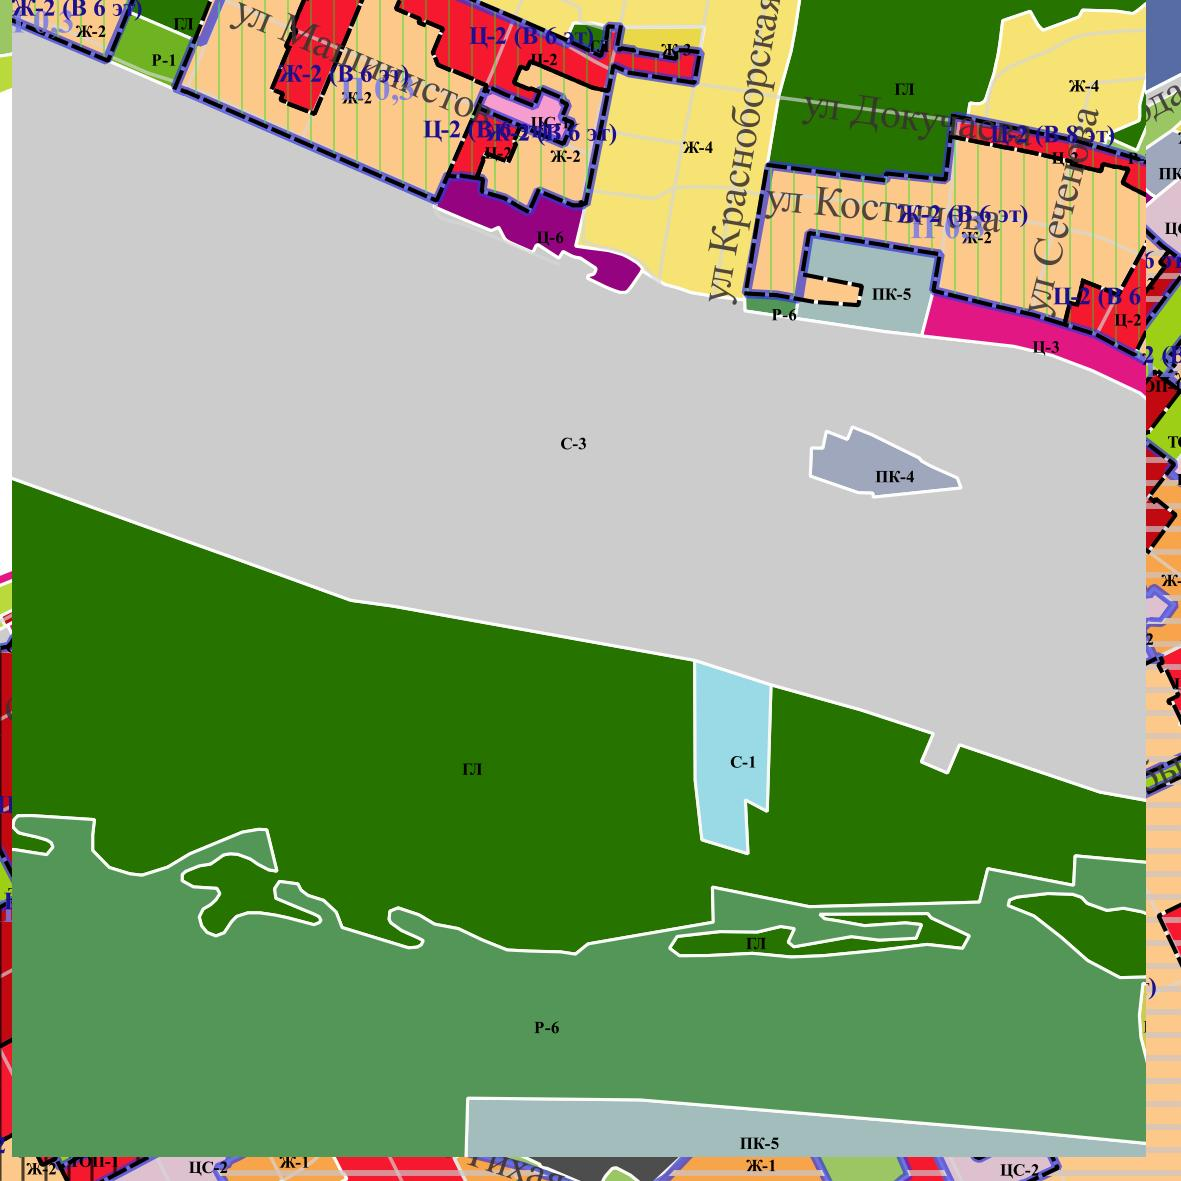 Ж-2 (В 6 эт)
Ж-2
ГЛ
Р-1
ул Машинисто
Ж-2 (В 6 эт)
Ж-2
Ц-2 (В 6 эт)
Ц-2
Ж-3
Ж-2
Ц-6
Ж-4
ул Красноборская
ГЛ
ул Докучаева
Ж-4
Ц-2 (В 8 эт)
ул Костычева
Ж-2 (В 6 эт)
Ж-2
ул Сеченова
ПК-5
Р-6
Ц-2 (В 6
Ц-2
Ц-3
С-3
ПК-4
ГЛ
С-1
ГЛ
Р-6
ПК-5
Ж-2
ТОП-1
ЦС-2
Ж-1
Ж-1
ЦС-2